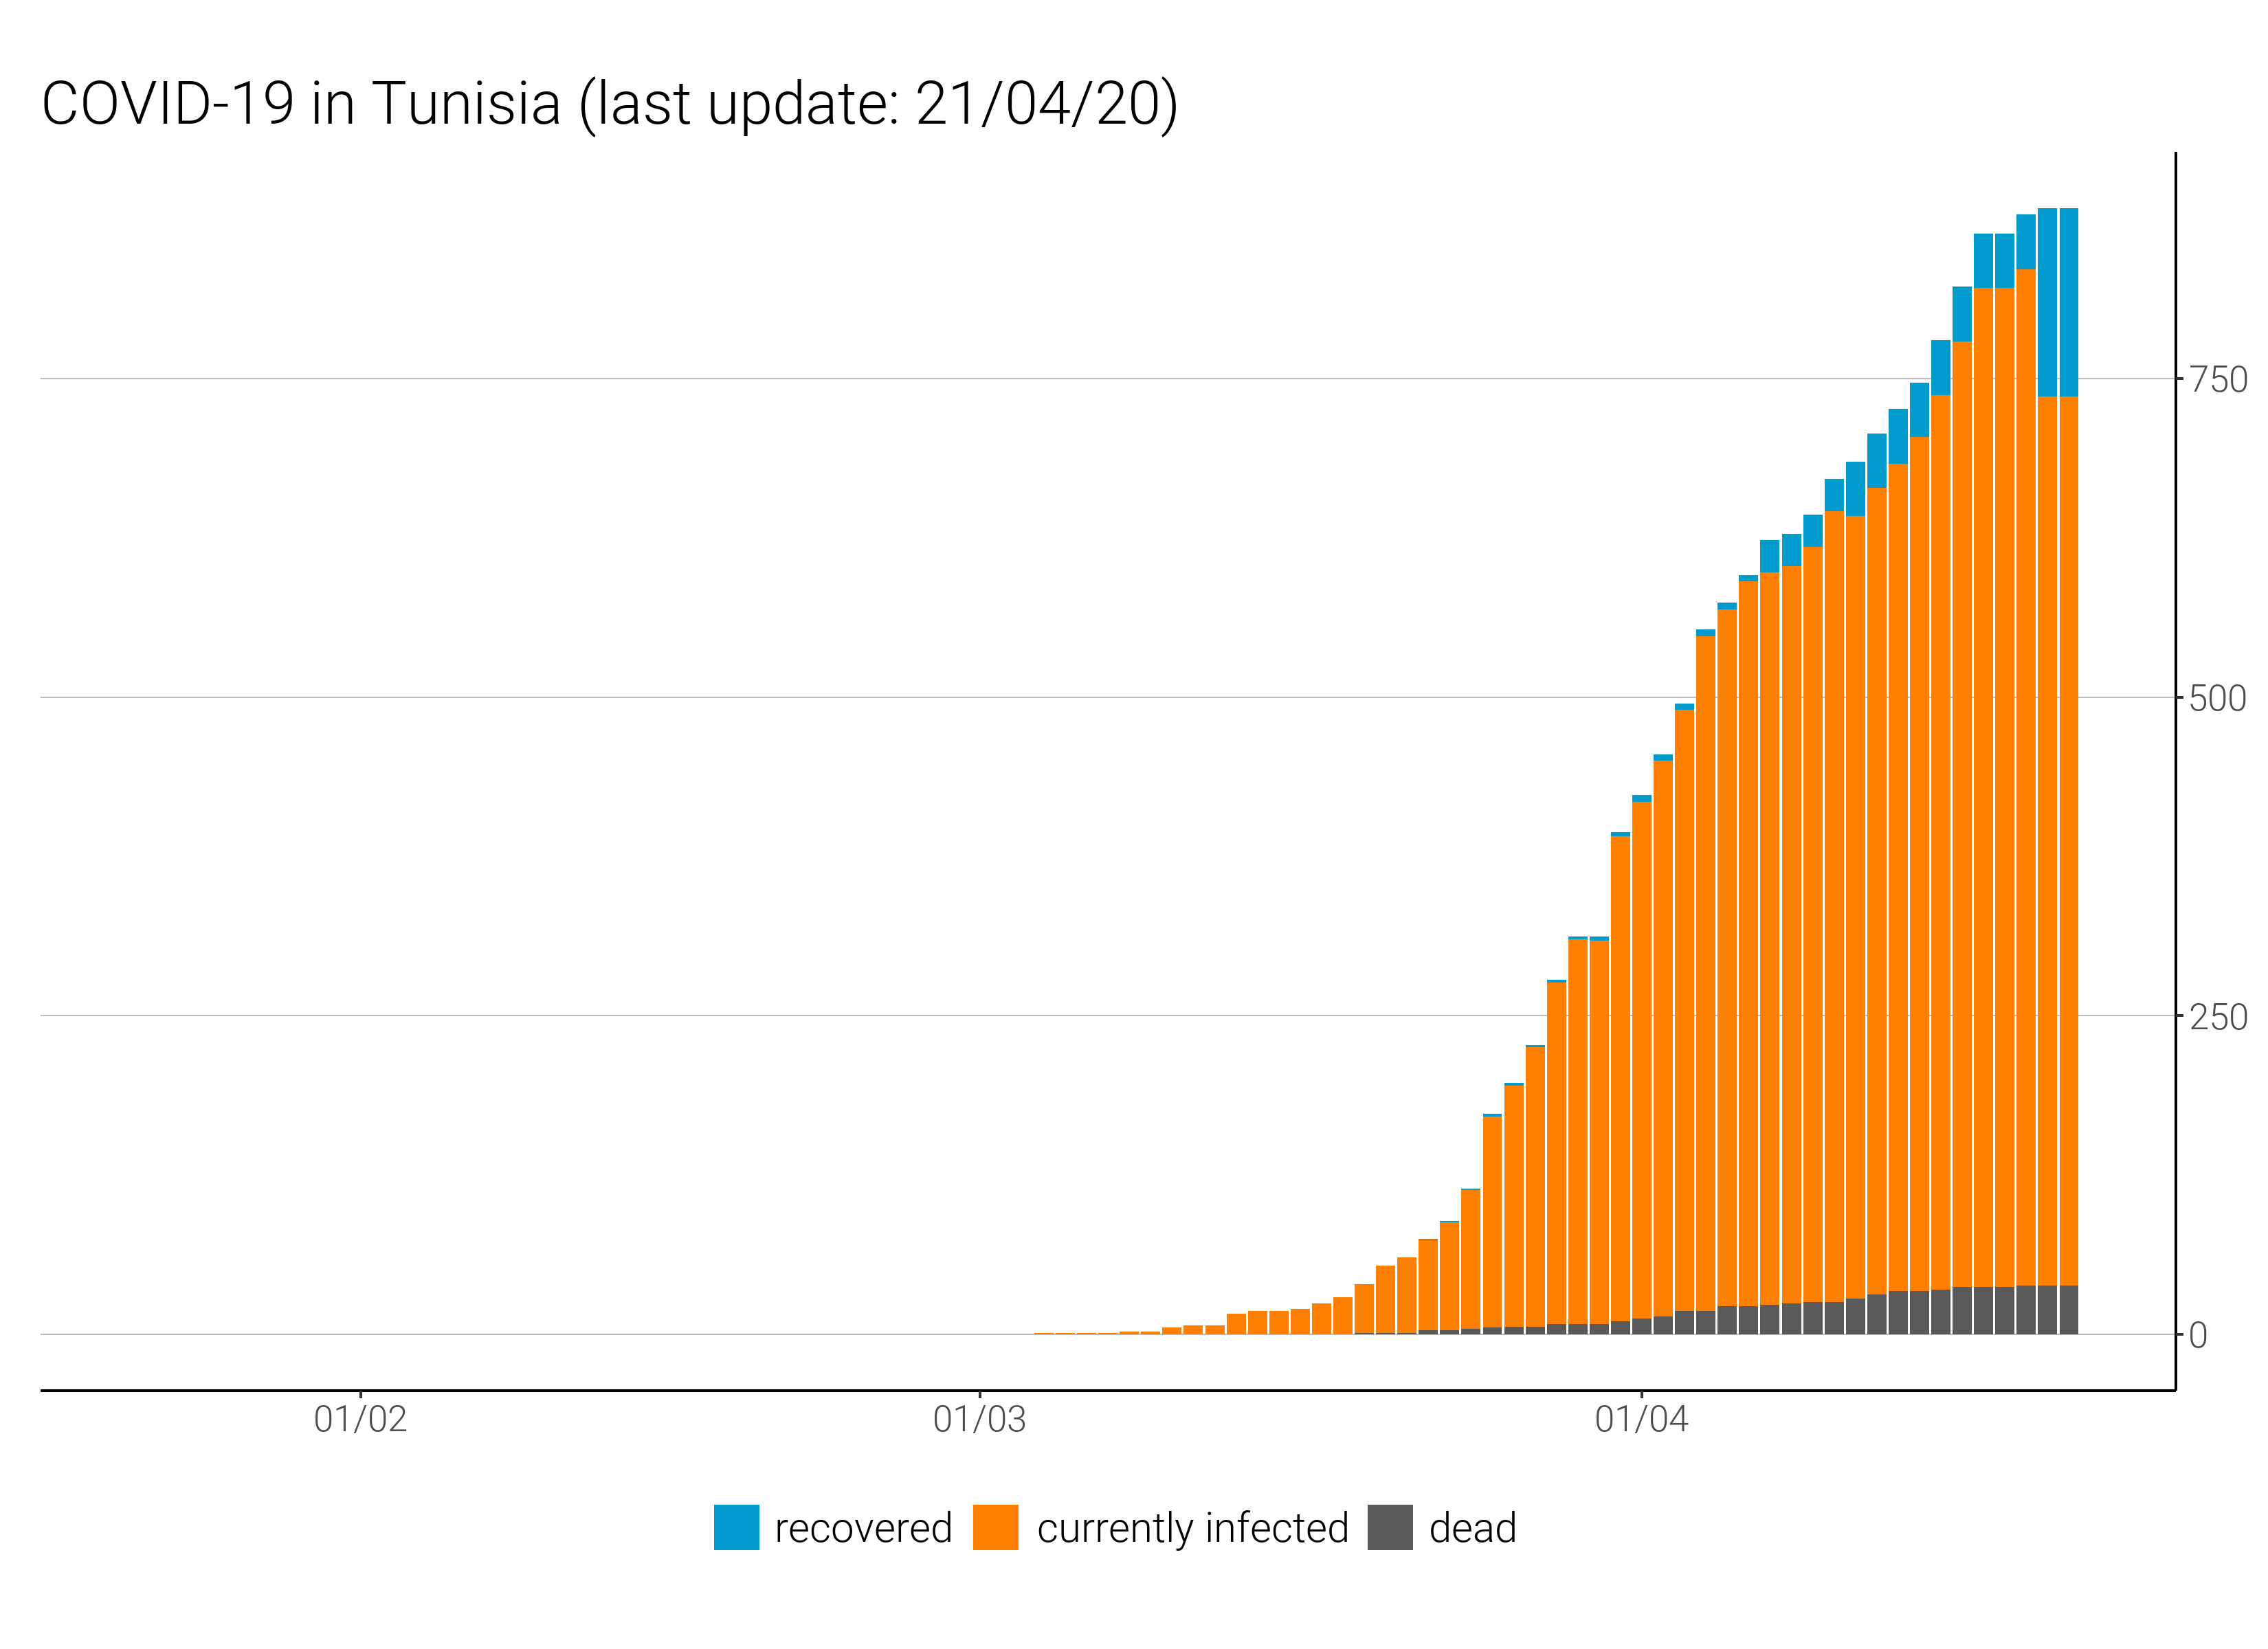 COVID-19 in Tunisia (last update: 21/04/20)
750
500
250
0
01/02 01/03 01/04
recovered currently infected dead